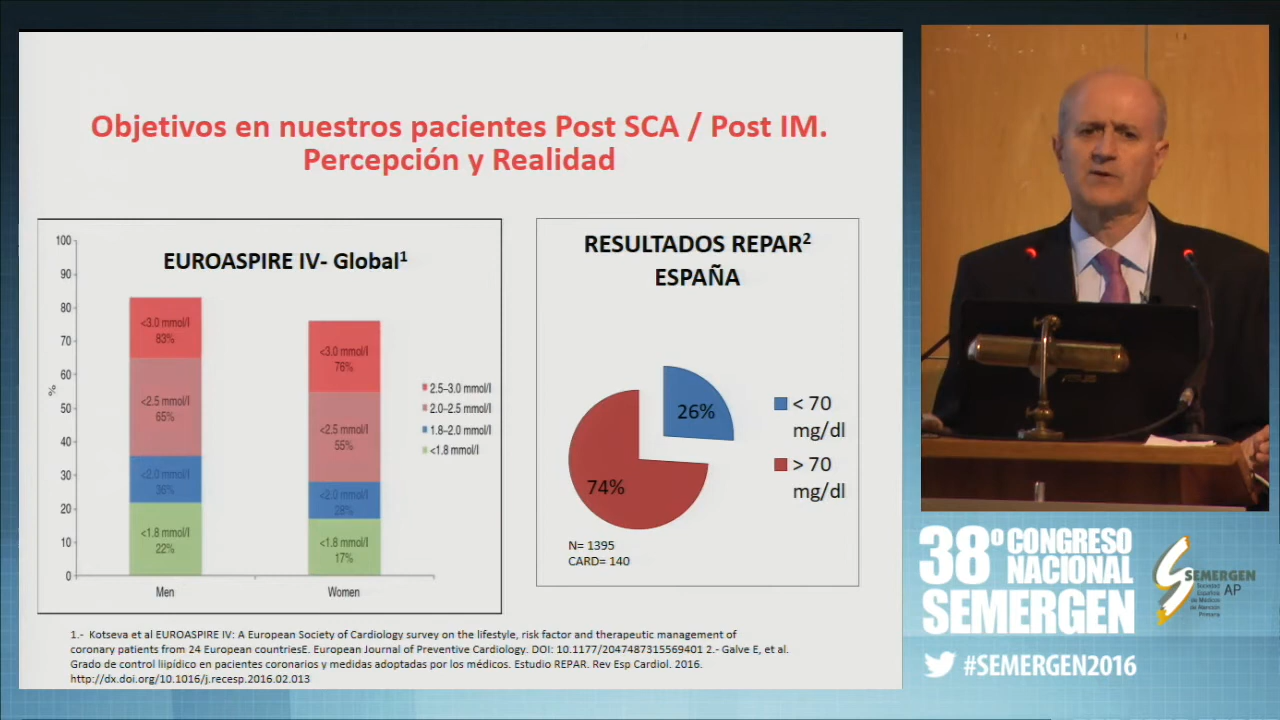 Objetivos en nuestros pacientes Post SCA / Post IM.
Percepción y Realidad
EUROASPIRE IV- Global1
100
90
80
70
60
50
40
30
20
10
0
%
<3.0 mmol/l
83%
<2.5 mmol/l
65%
<2.0 mmol/l
36%
<1.8 mmol/l
22%
Men
<3.0 mmol/l
76%
<2.5 mmol/l
55%
<2.0 mmol/l
28%
<1.8 mmol/l
17%
Women
2.5–3.0 mmol/l
2.0–2.5 mmol/l
1.8–2.0 mmol/l
<1.8 mmol/l
RESULTADOS REPAR2
ESPAÑA
26%
74%
< 70
mg/dl
> 70
mg/dl
N= 1395
CARD= 140
1.- Kotseva et al EUROASPIRE IV: A European Society of Cardiology survey on the lifestyle, risk factor and therapeutic management of
coronary patients from 24 European countriesE. European Journal of Preventive Cardiology. DOI: 10.1177/2047487315569401 2.- Galve E, et al.
Grado de control liipídico en pacientes coronarios y medidas adoptadas por los médicos. Estudio REPAR. Rev Esp Cardiol. 2016.
http://dx.doi.org/10.1016/j.recesp.2016.02.013
38º CONGRESO
NACIONAL
SEMERGEN
SEMERGEN
Sociedad
Española
de Médicos
de Atención
Primaria
AP
#SEMERGEN2016